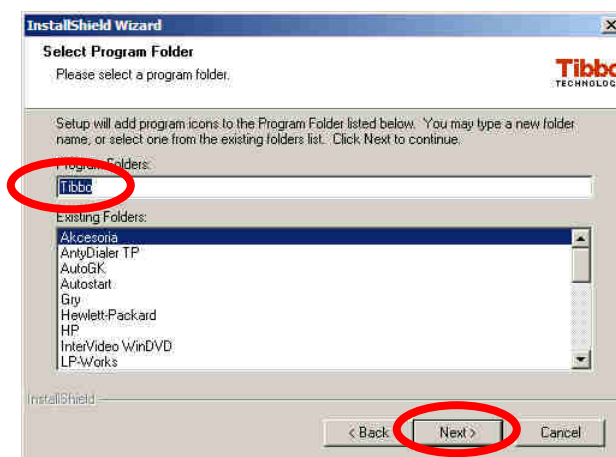 InstallShield Wizard
Select Program Folder
Please select a program folder.
Tibbo
TECHNOLOGY
Setup will add program icons to the Program Folder listed below. You may type a new folder
name, or select one from the existing folders list. Click Next to continue.
Program Folders:
Tibbo
Existing Folders:
Akcesoria
AntyDialer TP
AutoGK
Autostart
Gry
Hewlett-Packard
HP
InterVideo WinDVD
LP-Works
InstallShield
< Back
Next >
Cancel